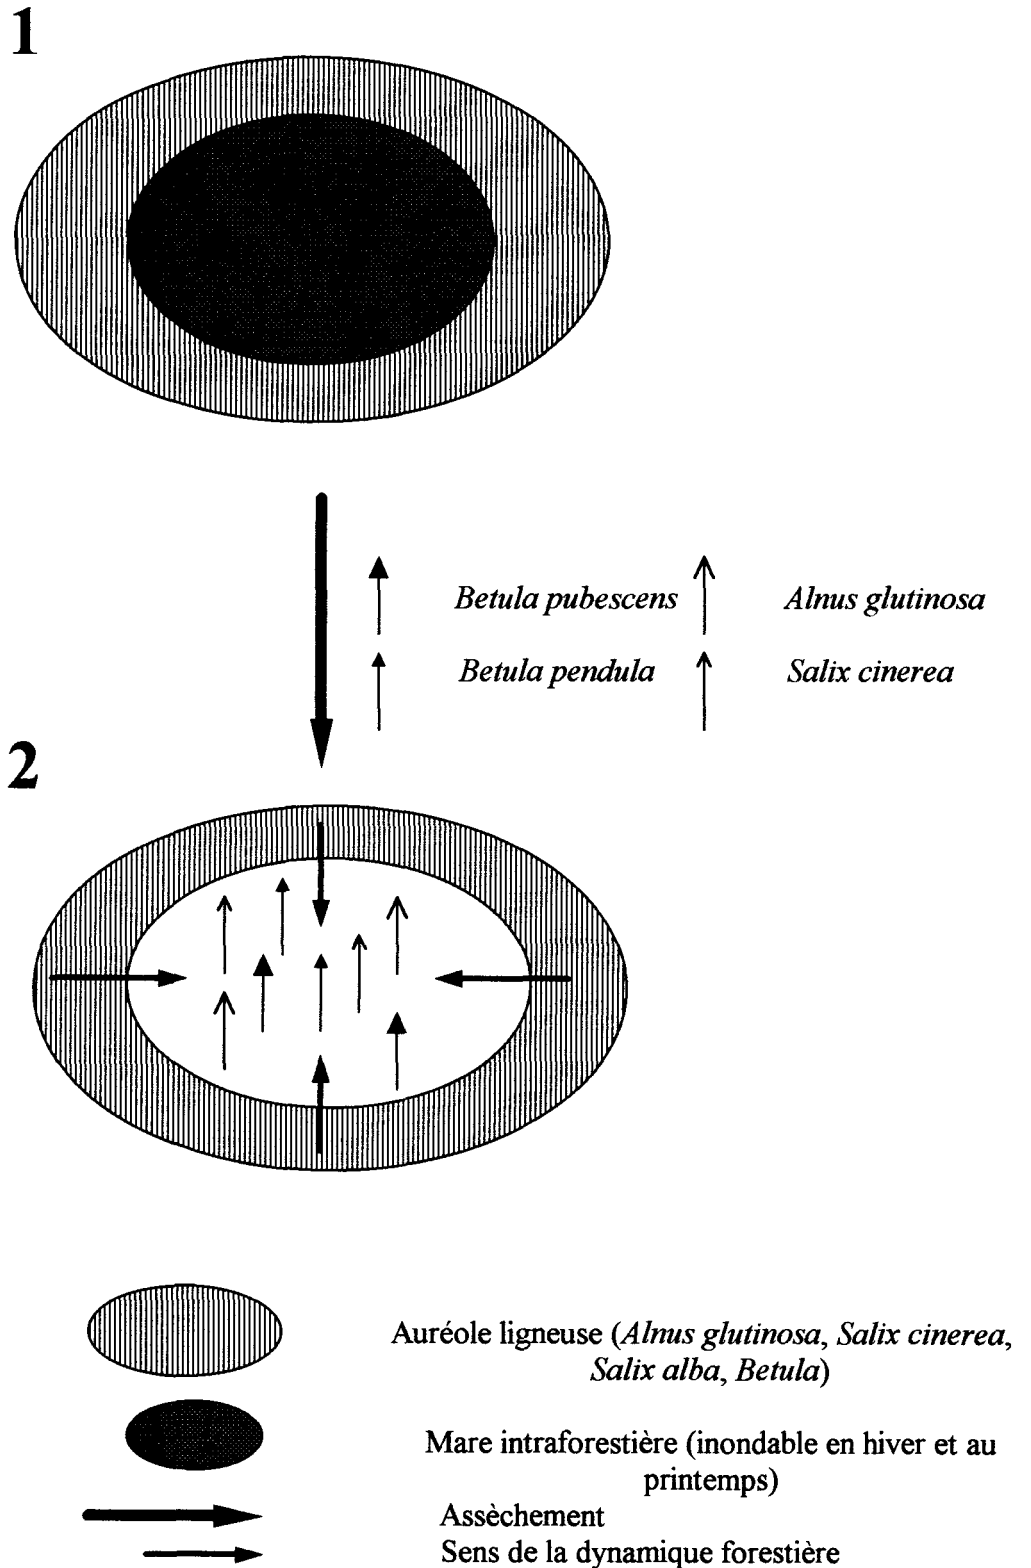 1
Betula pubescens
Alnus glutinosa
Betula pendula
Salix cinerea
2
Auréole ligneuse (Alnus glutinosa, Salix cinerea,
Salix alba, Betula)
Mare intraforestière (inondable en hiver et au
printemps)
Assèchement
Sens de la dynamique forestière